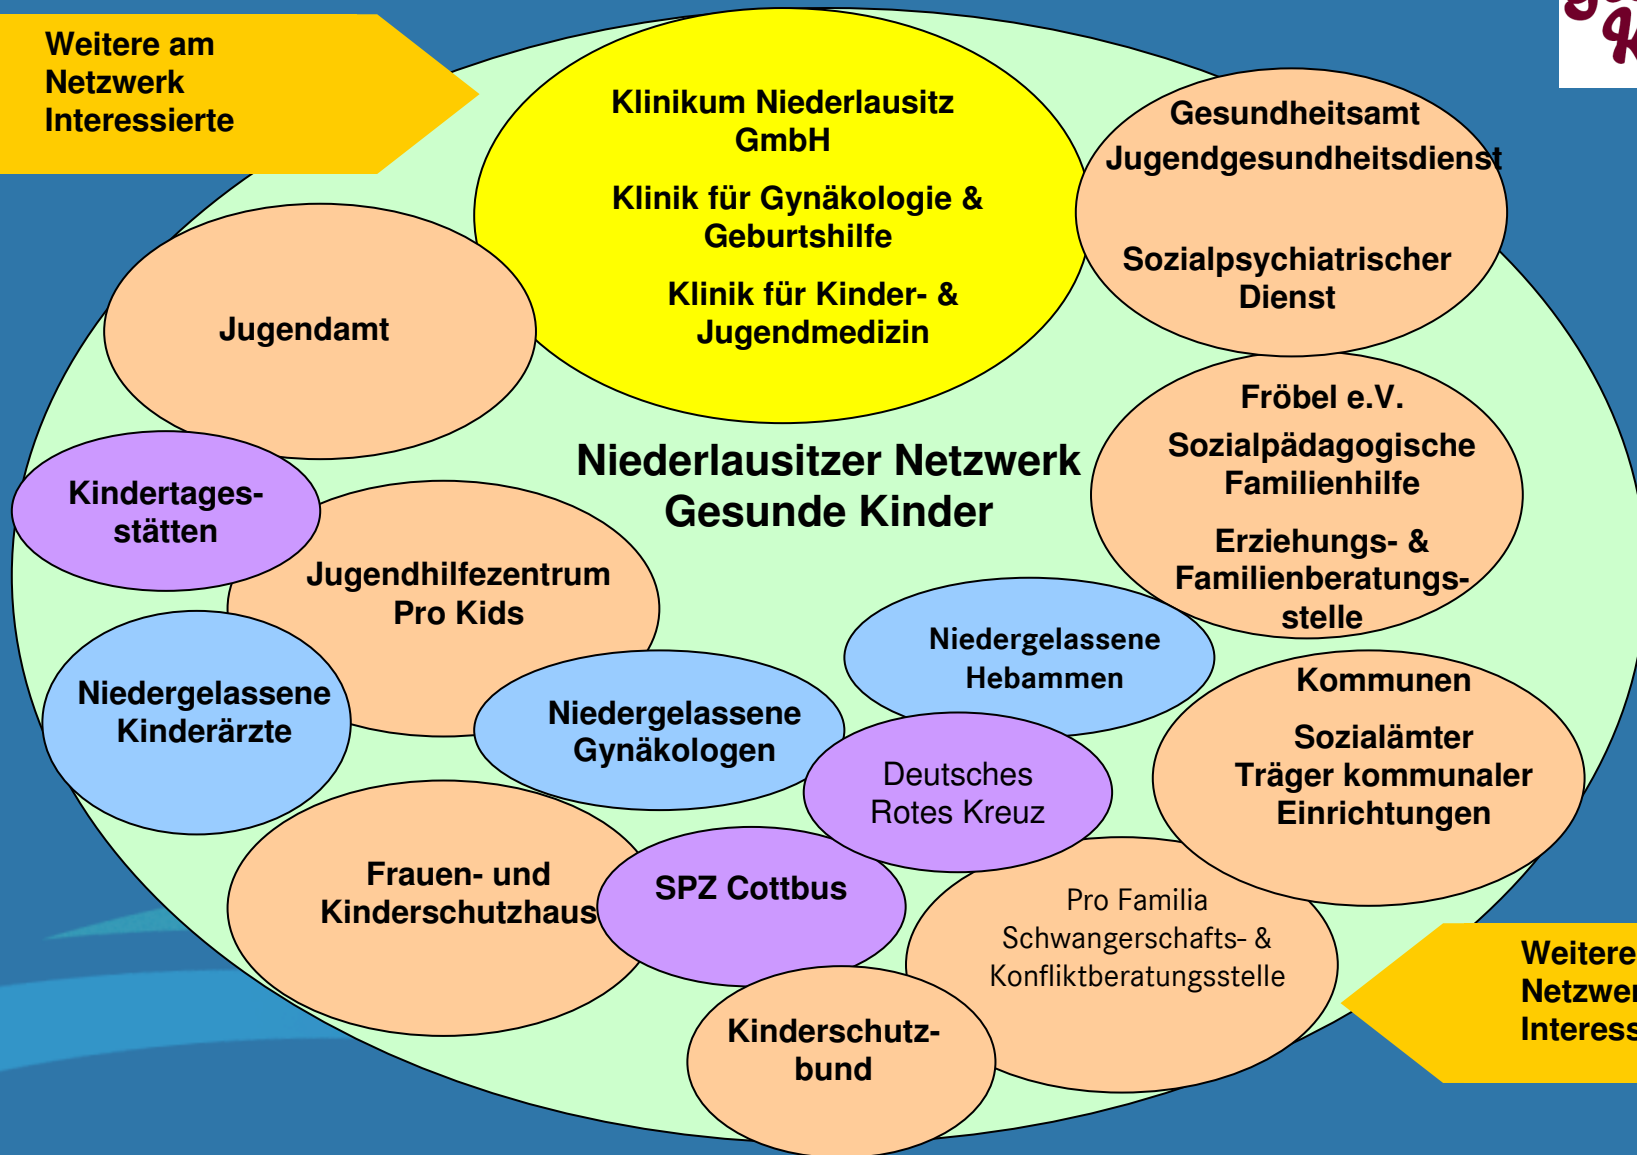 Weitere am
Netzwerk
Interessierte
Klinikum Niederlausitz
GmbH
Klinik für Gynäkologie &
Geburtshilfe
Klinik für Kinder- &
Jugendmedizin
Gesundheitsamt
Jugendgesundheitsdienst
Sozialpsychiatrischer
Dienst
Jugendamt
Fröbel e.V.
Sozialpädagogische
Familienhilfe
Erziehungs- &
Familienberatungs-
stelle
Niederlausitzer Netzwerk
Gesunde Kinder
Kindertages-
stätten
Jugendhilfezentrum
Pro Kids
Niedergelassene
Hebammen
Niedergelassene
Kinderärzte
Niedergelassene
Gynäkologen
Kommunen
Sozialämter
Träger kommunaler
Einrichtungen
Deutsches
Rotes Kreuz
Frauen- und
Kinderschutzhaus
SPZ Cottbus
Pro Familia
Schwangerschafts- &
Konfliktberatungsstelle
Kinderschutz-
bund
Weitere